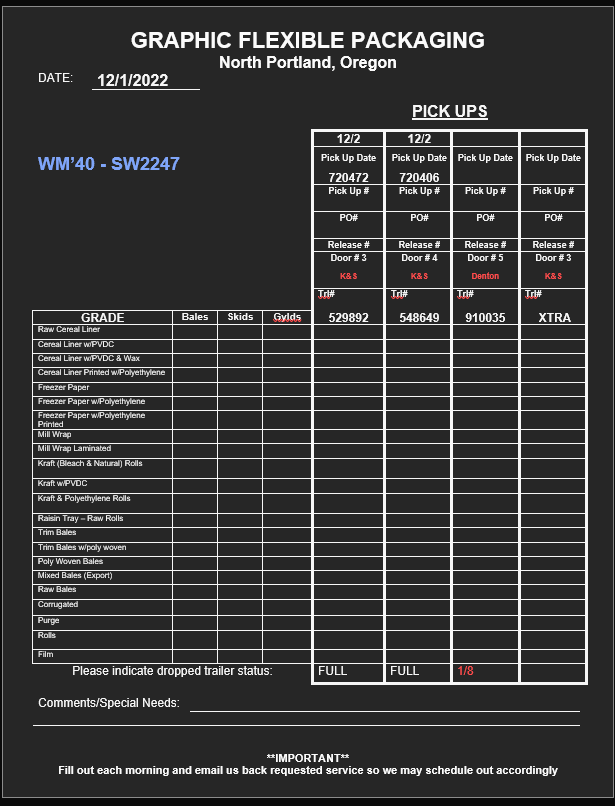 GRAPHIC FLEXIBLE PACKAGING
North Portland, Oregon
DATE: 12/1/2022
PICK UPS
WM’40 - SW2247
12/2 12/2
Pick Up Date Pick Up Date Pick Up Date Pick Up Date
720472 720406
Pick Up # Pick Up # Pick Up # Pick Up #
PO# PO# PO# PO#
Release # Release # Release # Release #
Door # 3 Door # 4 Door # 5 Door # 3
K&S K&S Denton K&S
Trl# Trl# Trl# Trl#
GRADE Bales Skids Gylds 529892 548649 910035 XTRA
Raw Cereal Liner
Cereal Liner w/PVDC
Cereal Liner w/PVDC & Wax
Cereal Liner Printed w/Polyethylene
Freezer Paper
Freezer Paper w/Polyethylene
Freezer Paper w/Polyethylene
Printed
Mill Wrap
Mill Wrap Laminated
Kraft (Bleach & Natural) Rolls
Kraft w/PVDC
Kraft & Polyethylene Rolls
Raisin Tray – Raw Rolls
Trim Bales
Trim Bales w/poly woven
Poly Woven Bales
Mixed Bales (Export)
Raw Bales
Corrugated
Purge
Rolls
Film
Please indicate dropped trailer status: FULL FULL 1/8
Comments/Special Needs:
**IMPORTANT**
Fill out each morning and email us back requested service so we may schedule out accordingly